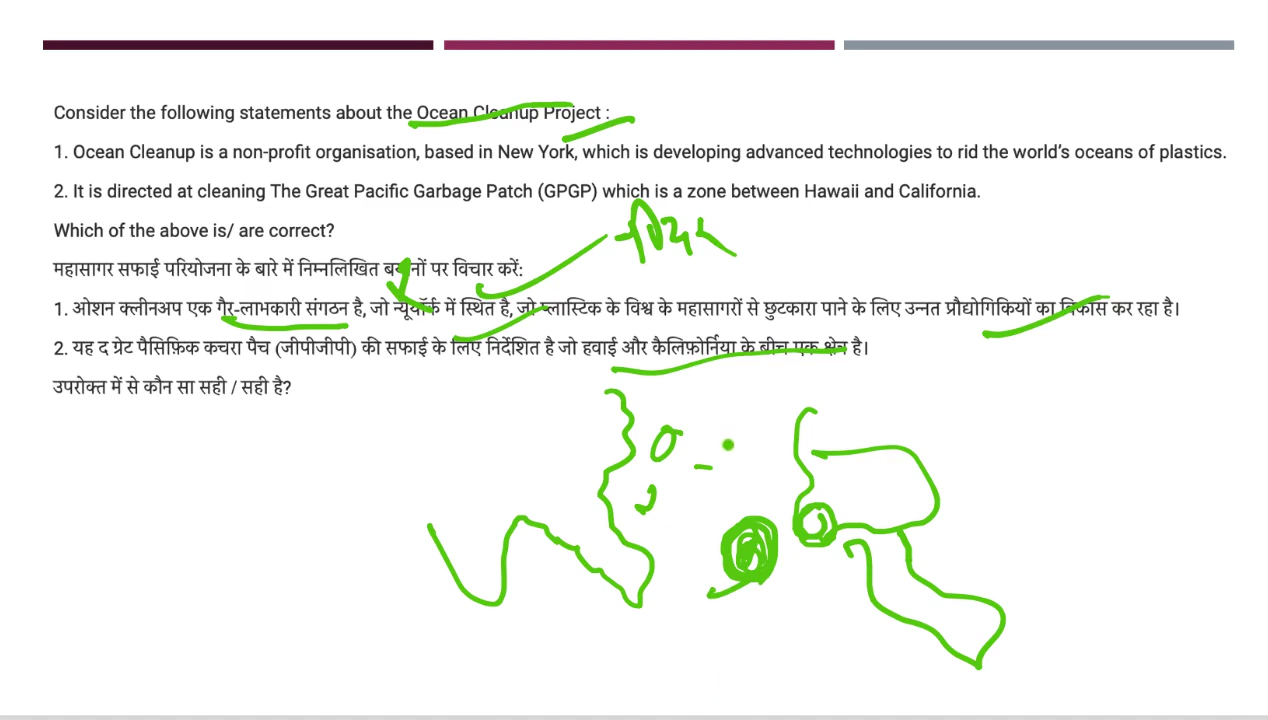 Consider the following statements about the Ocean Cleanup Project :
1. Ocean Cleanup is a non-profit organisation, based in New York, which is developing advanced technologies to rid the world's oceans of plastics.
2. It is directed at cleaning The Great Pacific Garbage Patch (GPGP) which is a zone between Hawaii and California.
Which of the above is/ are correct?
महासागर सफाई परियोजना के बारे में निम्नलिखित बयानों पर विचार करें:
1. ओशन क्लीनअप एक गैर-लाभकारी संगठन है, जो न्यूयॉर्क में स्थित है, जो प्लास्टिक के विश्व के महासागरों से छुटकारा पाने के लिए उन्नत प्रौद्योगिकियों का विकास कर रहा है।
2. यह द ग्रेट पैसिफ़िक कचरा पैच (जीपीजीपी) की सफाई के लिए निर्देशित है जो हवाई और कैलिफ़ोर्निया के बीच एक क्षेत्र है।
उपरोक्त में से कौन सा सही / सही है?